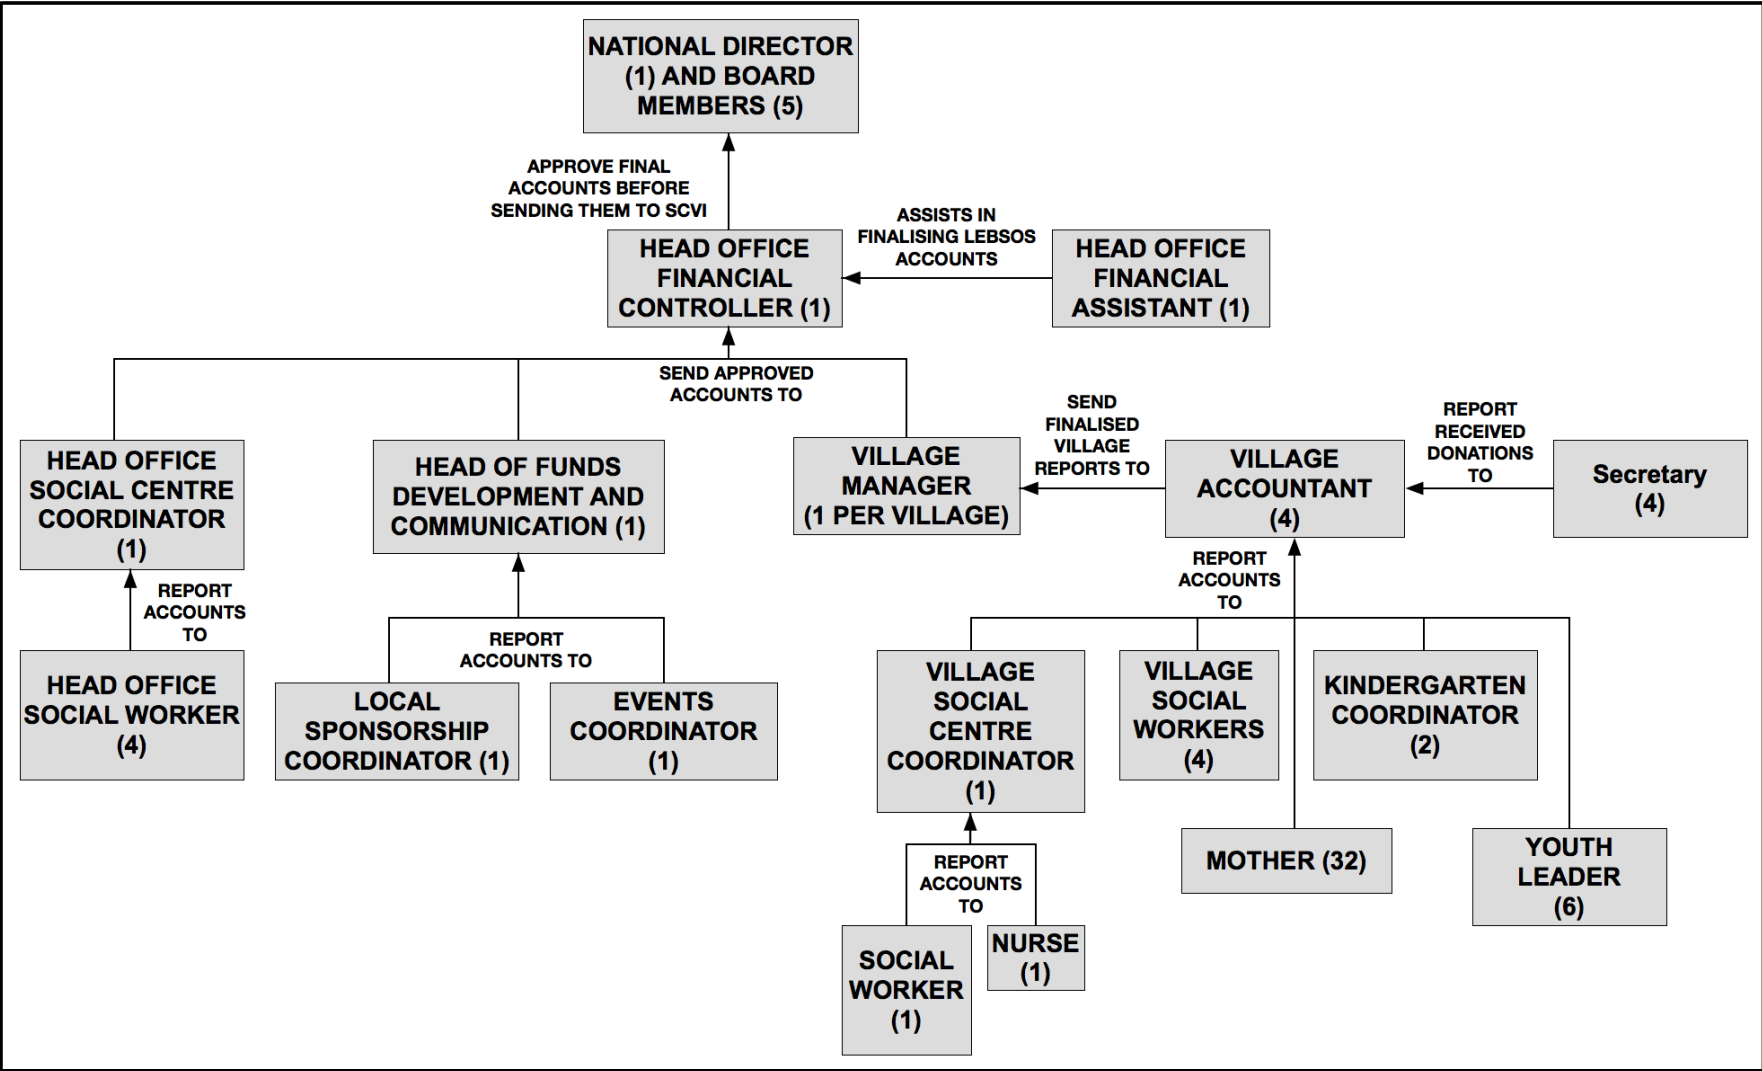 NATIONAL DIRECTOR
(1) AND BOARD
MEMBERS (5)
APPROVE FINAL
ACCOUNTS BEFORE
SENDING THEM TO SCVI
ASSISTS IN
FINALISING LEBSOS
ACCOUNTS
HEAD OFFICE
FINANCIAL
CONTROLLER (1)
HEAD OFFICE
FINANCIAL
ASSISTANT (1)
SEND APPROVED
ACCOUNTS TO
HEAD OFFICE
SOCIAL CENTRE
COORDINATOR
(1)
HEAD OF FUNDS
DEVELOPMENT AND
COMMUNICATION (1)
VILLAGE
MANAGER
(1 PER VILLAGE)
SEND
FINALISED
VILLAGE
REPORTS TO
VILLAGE
ACCOUNTANT
(4)
REPORT
RECEIVED
DONATIONS
TO
Secretary
(4)
REPORT
ACCOUNTS
TO
REPORT
ACCOUNTS TO
REPORT
ACCOUNTS
TO
HEAD OFFICE
SOCIAL WORKER
(4)
LOCAL
SPONSORSHIP
COORDINATOR (1)
EVENTS
COORDINATOR
(1)
VILLAGE
SOCIAL
CENTRE
COORDINATOR
(1)
VILLAGE
SOCIAL
WORKERS
(4)
KINDERGARTEN
COORDINATOR
(2)
MOTHER (32)
YOUTH
LEADER
(6)
REPORT
ACCOUNTS
TO
SOCIAL
WORKER
(1)
NURSE
(1)